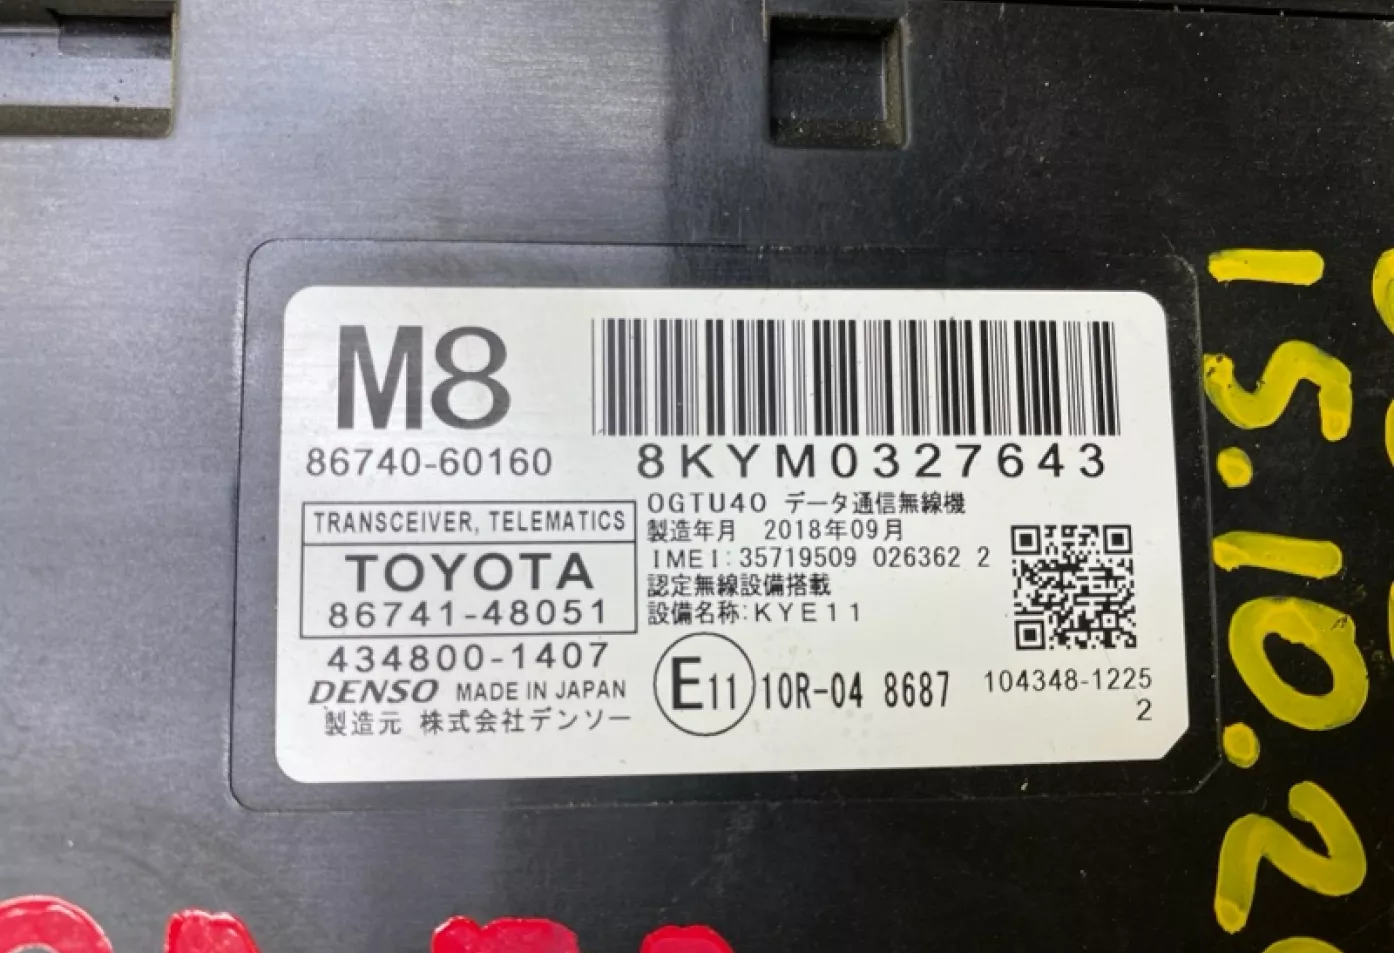 M8
8KYM0327643
86740-60160
TRANSCEIVER, TELEMATICS
TOYOTA
86741-48051
434800-1407
DENSO MADE IN JAPAN
製造元 株式会社デンソー
OGTU40 データ通信無線機
製造年月 2018年09月
IMEI:35719509 026362 2
認定無線設備搭載
設備名称:KYE11
E11 10R-04 8687
104348-1225
2
15.10.2